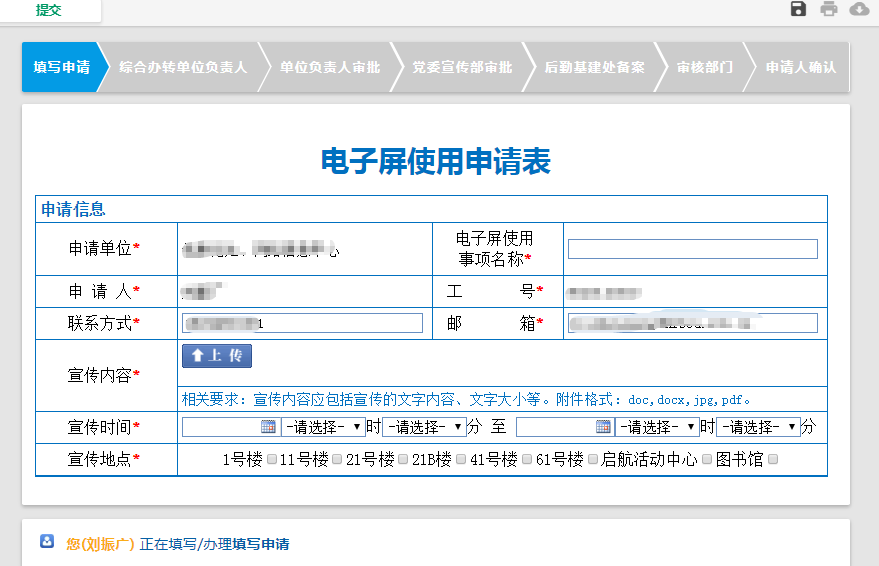 提交
填写申请 综合办转单位负责人 单位负责人审批 党委宣传部审批 后勤基建处备案 审核部门 申请人确认
电子屏使用申请表
申请信息
申请单位* 电子屏使用
事项名称*
申 请 人* 工 号*
联系方式* 邮 箱*
宣传内容* 上 传
相关要求：宣传内容应包括宣传的文字内容、文字大小等。附件格式：doc,docx,jpg,pdf。
宣传时间* -请选择- 时 -请选择- 分 至 -请选择- 时 -请选择- 分
宣传地点* 1号楼 11号楼 21号楼 21B楼 41号楼 61号楼 启航活动中心 图书馆
您(刘振广) 正在填写/办理填写申请